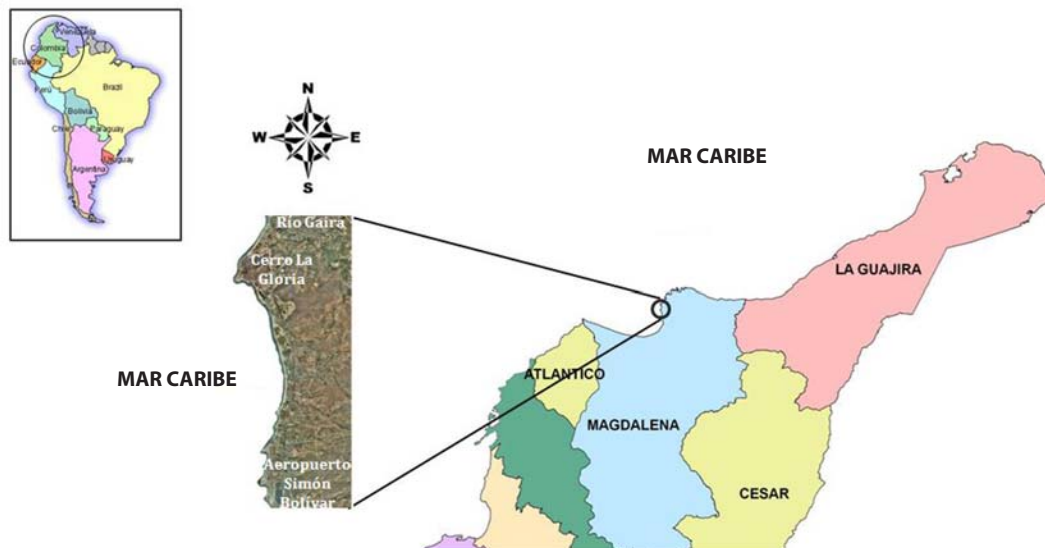 Venezuela
Colombia
Ecuador
Perú
Brazil
Bolivia
Chile
Paraguay
Uruguay
Argentina
N
W
E
S
MAR CARIBE
Río Gaira
Cerro La
Gloria
LA GUAJIRA
MAR CARIBE
ATLANTICO
MAGDALENA
Aeropuerto
Simón
Bolívar
CESAR